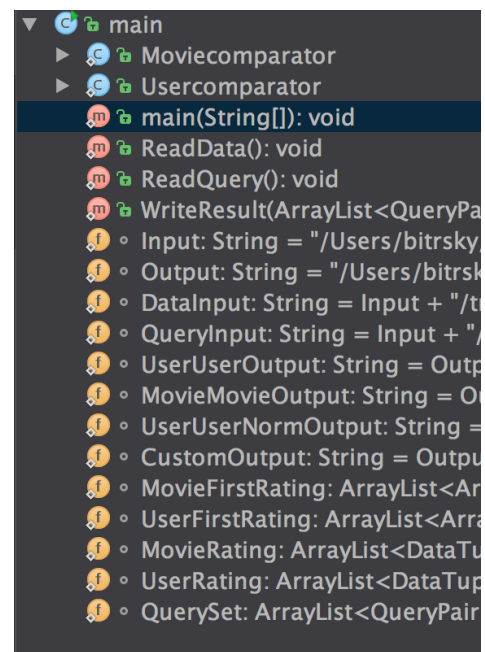 main
Moviecomparator
Usercomparator
main(String[]): void
ReadData(): void
ReadQuery(): void
WriteResult(ArrayList<QueryPa
Input: String = "/Users/bitrsky
Output: String = "/Users/bitrsk
DataInput: String = Input + "/t
QueryInput: String = Input + "/
UserUserOutput: String = Outp
MovieMovieOutput: String = O
UserUserNormOutput: String =
CustomOutput: String = Outpu
MovieFirstRating: ArrayList<Ar
UserFirstRating: ArrayList<Arra
MovieRating: ArrayList<DataTu
UserRating: ArrayList<DataTup
QuerySet: ArrayList<QueryPair